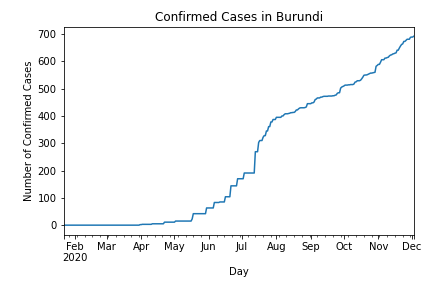 Confirmed Cases in Burundi
Number of Confirmed Cases
700
600
500
400
300
200
100
0
Feb Mar Apr May Jun Jul Aug Sep Oct Nov Dec
2020
Day